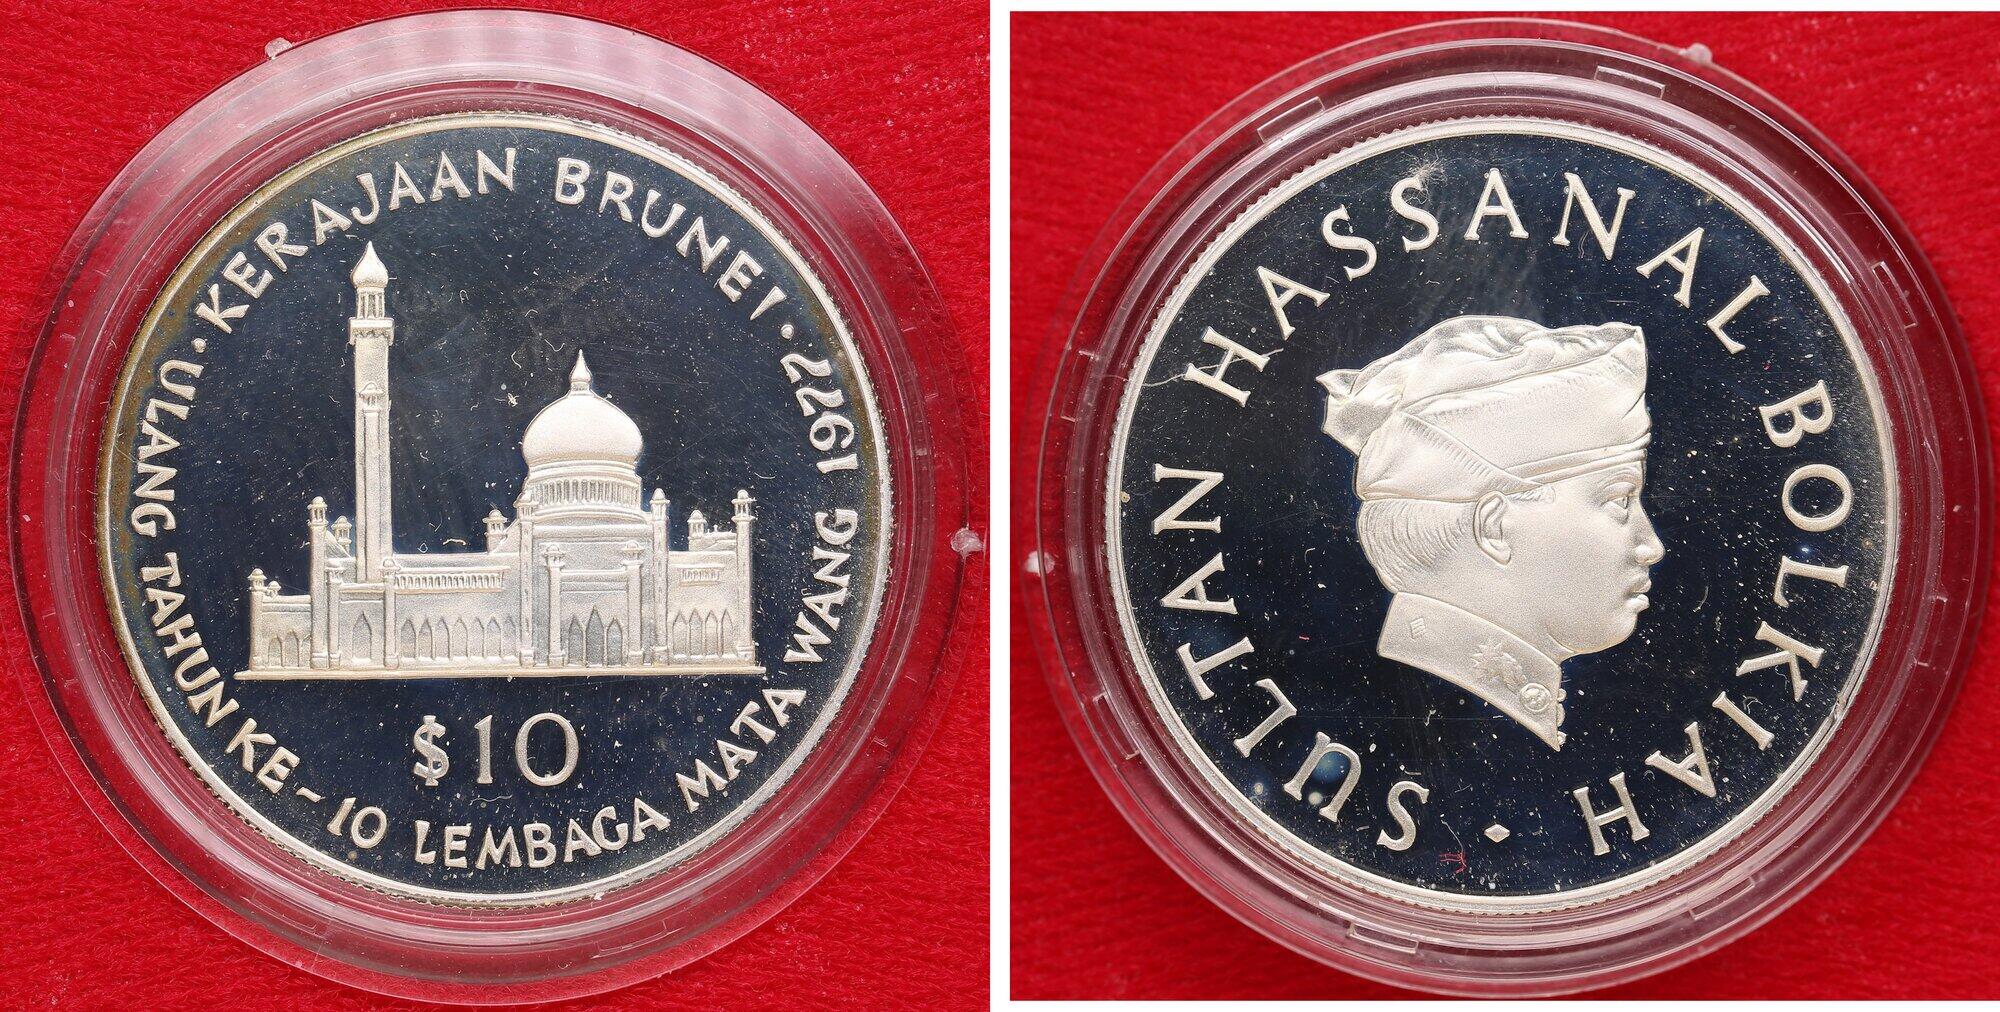 · KERAJAAN BRUNEI · 1977
ULANG TAHUN KE-10 LEMBAGA MATA WANG
$10
SULTAN HASSANAL BOLKIAH ·